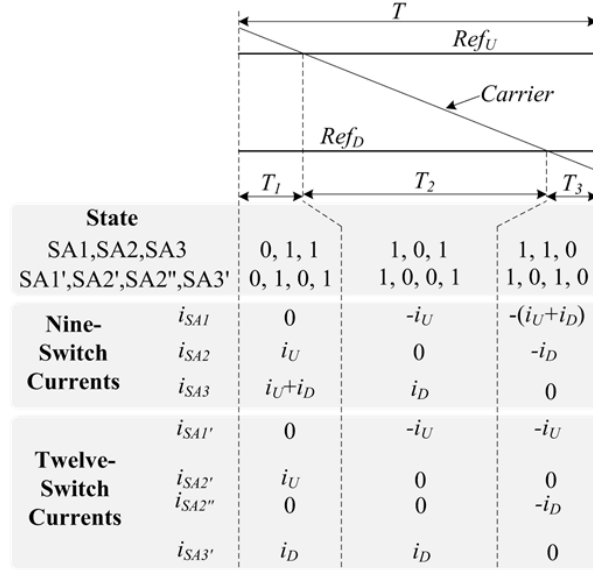 T
Ref_U
Carrier
Ref_D
T_1 T_2 T_3
State
SA1,SA2,SA3 0, 1, 1 1, 0, 1 1, 1, 0
SA1',SA2',SA2",SA3' 0, 1, 0, 1 1, 0, 0, 1 1, 0, 1, 0
Nine-Switch Currents
i_SA1 0 -i_U -(i_U+i_D)
i_SA2 i_U 0 -i_D
i_SA3 i_U+i_D i_D 0
Twelve-Switch Currents
i_SA1' 0 -i_U -i_U
i_SA2' i_U 0 0
i_SA2" 0 0 -i_D
i_SA3' i_D i_D 0